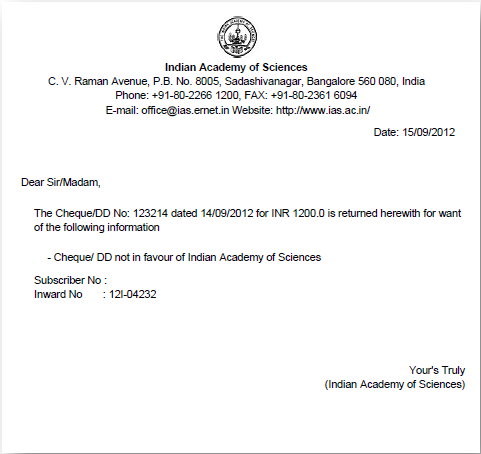 Indian Academy of Sciences
C. V. Raman Avenue, P.B. No. 8005, Sadashivanagar, Bangalore 560 080, India
Phone: +91-80-2266 1200, FAX: +91-80-2361 6094
E-mail: office@ias.ernet.in Website: http://www.ias.ac.in/
Date: 15/09/2012
Dear Sir/Madam,
The Cheque/DD No: 123214 dated 14/09/2012 for INR 1200.0 is returned herewith for want
of the following information
- Cheque/ DD not in favour of Indian Academy of Sciences
Subscriber No :
Inward No : 12I-04232
Your's Truly
(Indian Academy of Sciences)